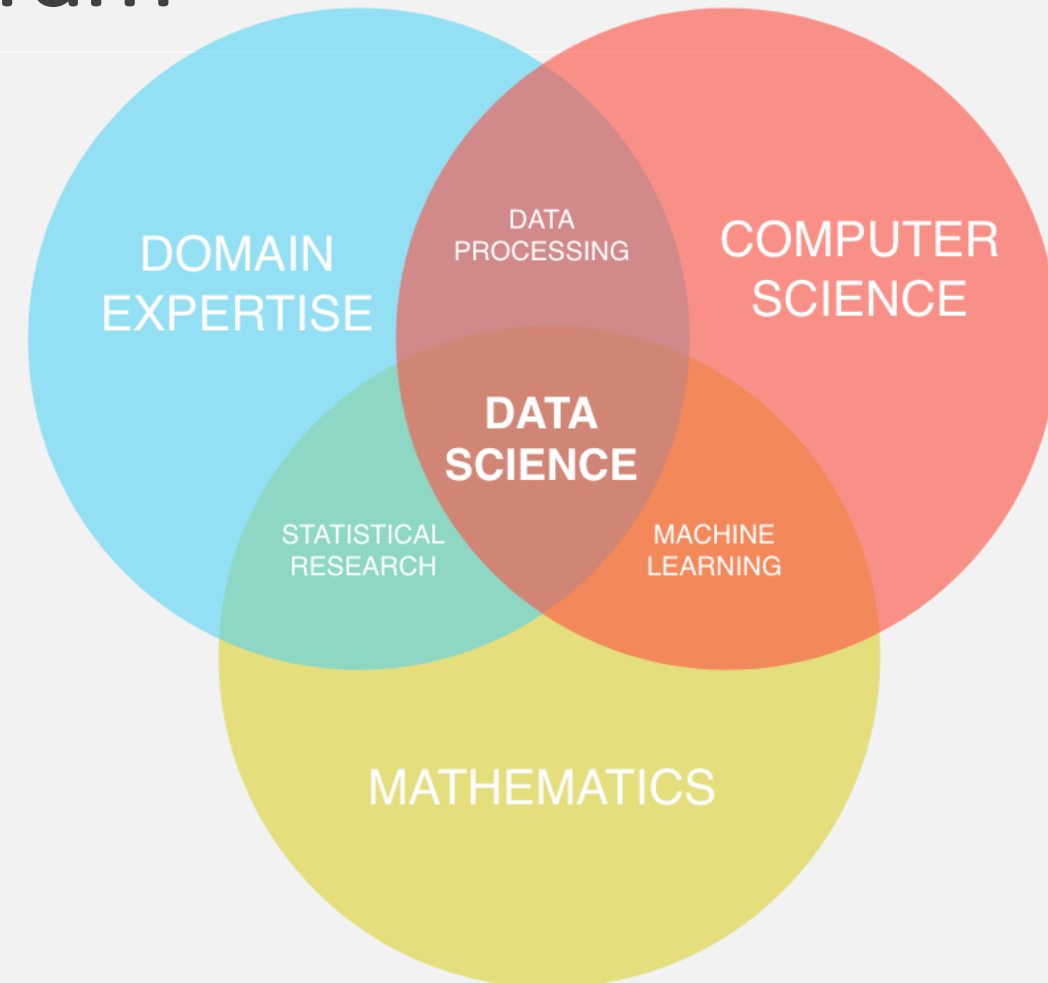 DOMAIN
EXPERTISE
DATA
PROCESSING
COMPUTER
SCIENCE
DATA
SCIENCE
STATISTICAL
RESEARCH
MACHINE
LEARNING
MATHEMATICS